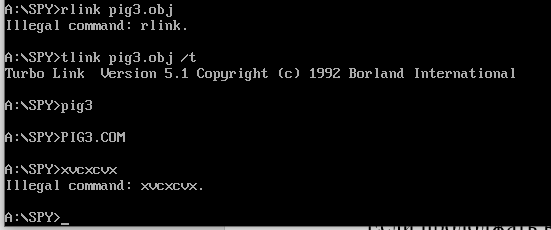 A:\SPY>rlink pig3.obj
Illegal command: rlink.
A:\SPY>tlink pig3.obj /t
Turbo Link  Version 5.1 Copyright (c) 1992 Borland International
A:\SPY>pig3
A:\SPY>PIG3.COM
A:\SPY>xvcxcvx
Illegal command: xvcxcvx.
A:\SPY>_